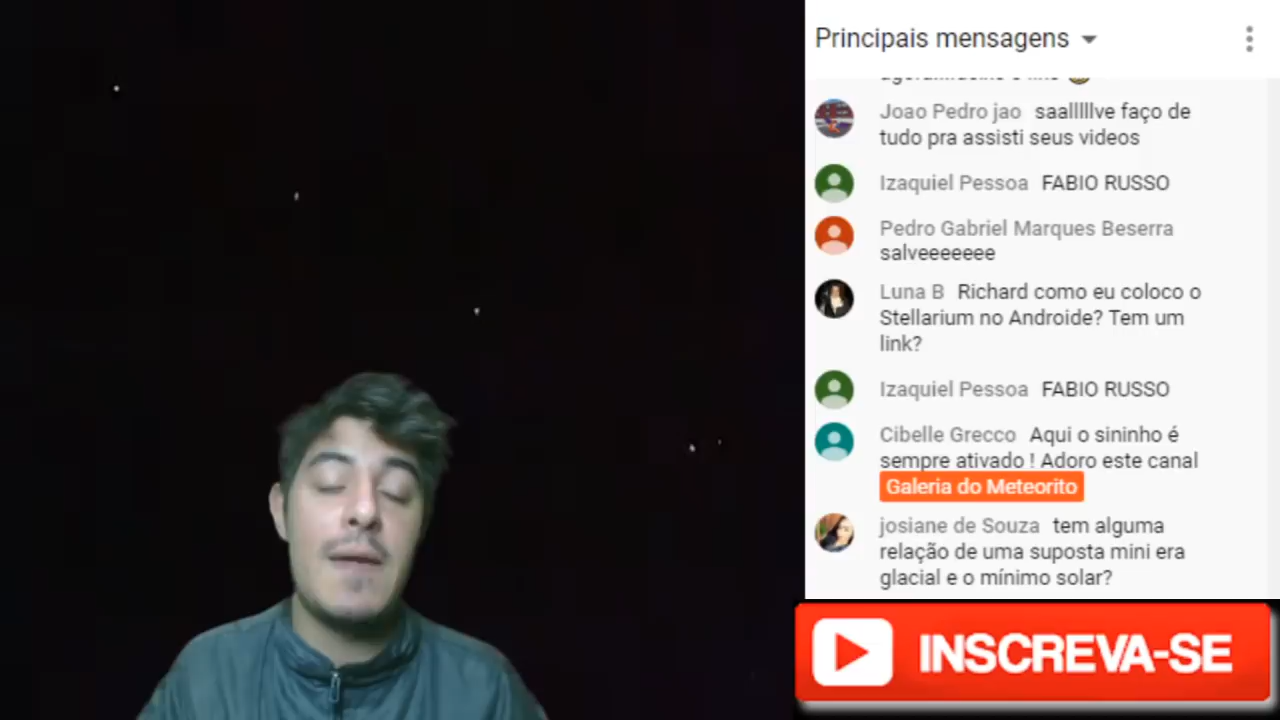 Principais mensagens
Joao Pedro jao saalllllve faço de
tudo pra assisti seus videos
Izaquiel Pessoa FABIO RUSSO
Pedro Gabriel Marques Beserra
salveeeeeee
Luna B Richard como eu coloco o
Stellarium no Androide? Tem um
link?
Izaquiel Pessoa FABIO RUSSO
Cibelle Grecco Aqui o sininho é
sempre ativado ! Adoro este canal
Galeria do Meteorito
josiane de Souza tem alguma
relação de uma suposta mini era
glacial e o mínimo solar?
INSCREVA-SE